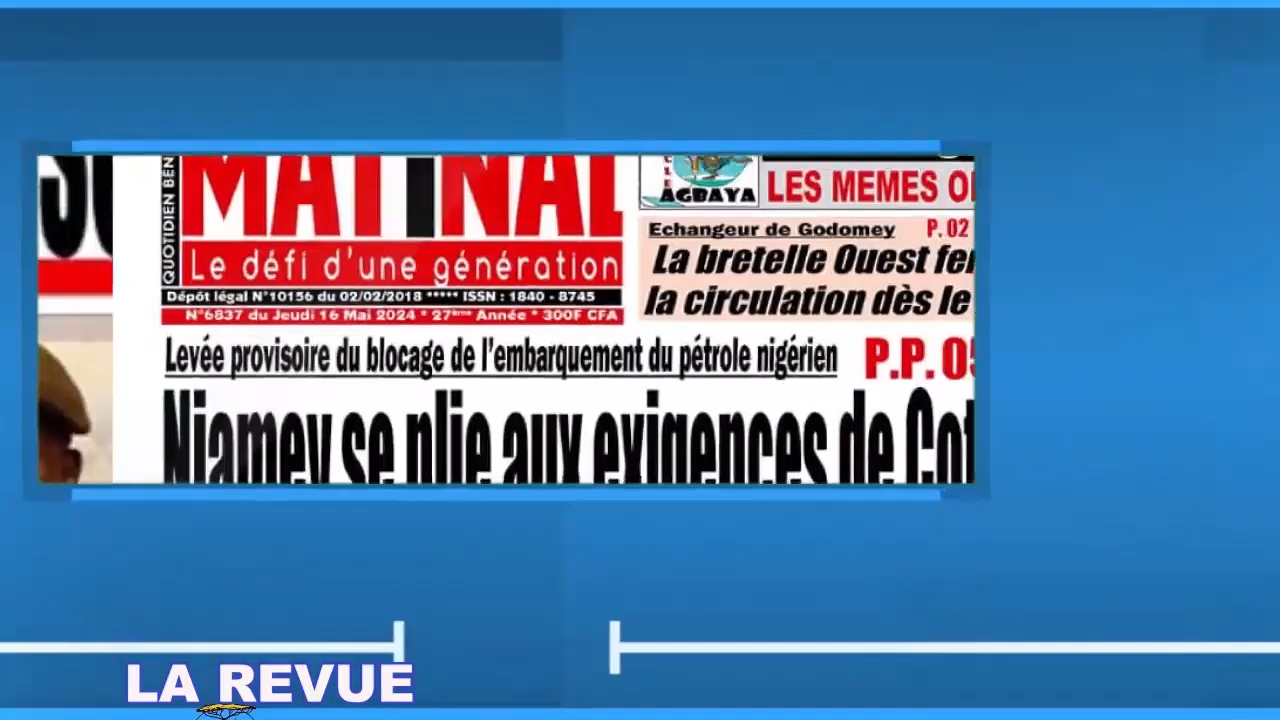 QUOTIDIEN BÉN
MATINAL
Le défi d'une génération
Dépôt légal N°10156 du 02/02/2018 ***** ISSN : 1840 - 8745
N°6837 du Jeudi 16 Mai 2024 * 27ème Année * 300F CFA
AGBAYA
LES MEMES
Echangeur de Godomey P. 02
La bretelle Ouest
la circulation dès le
Levée provisoire du blocage de l'embarquement du pétrole nigérien P.P. 05
Niamey se plie aux exigences de Cot
LA REVUE